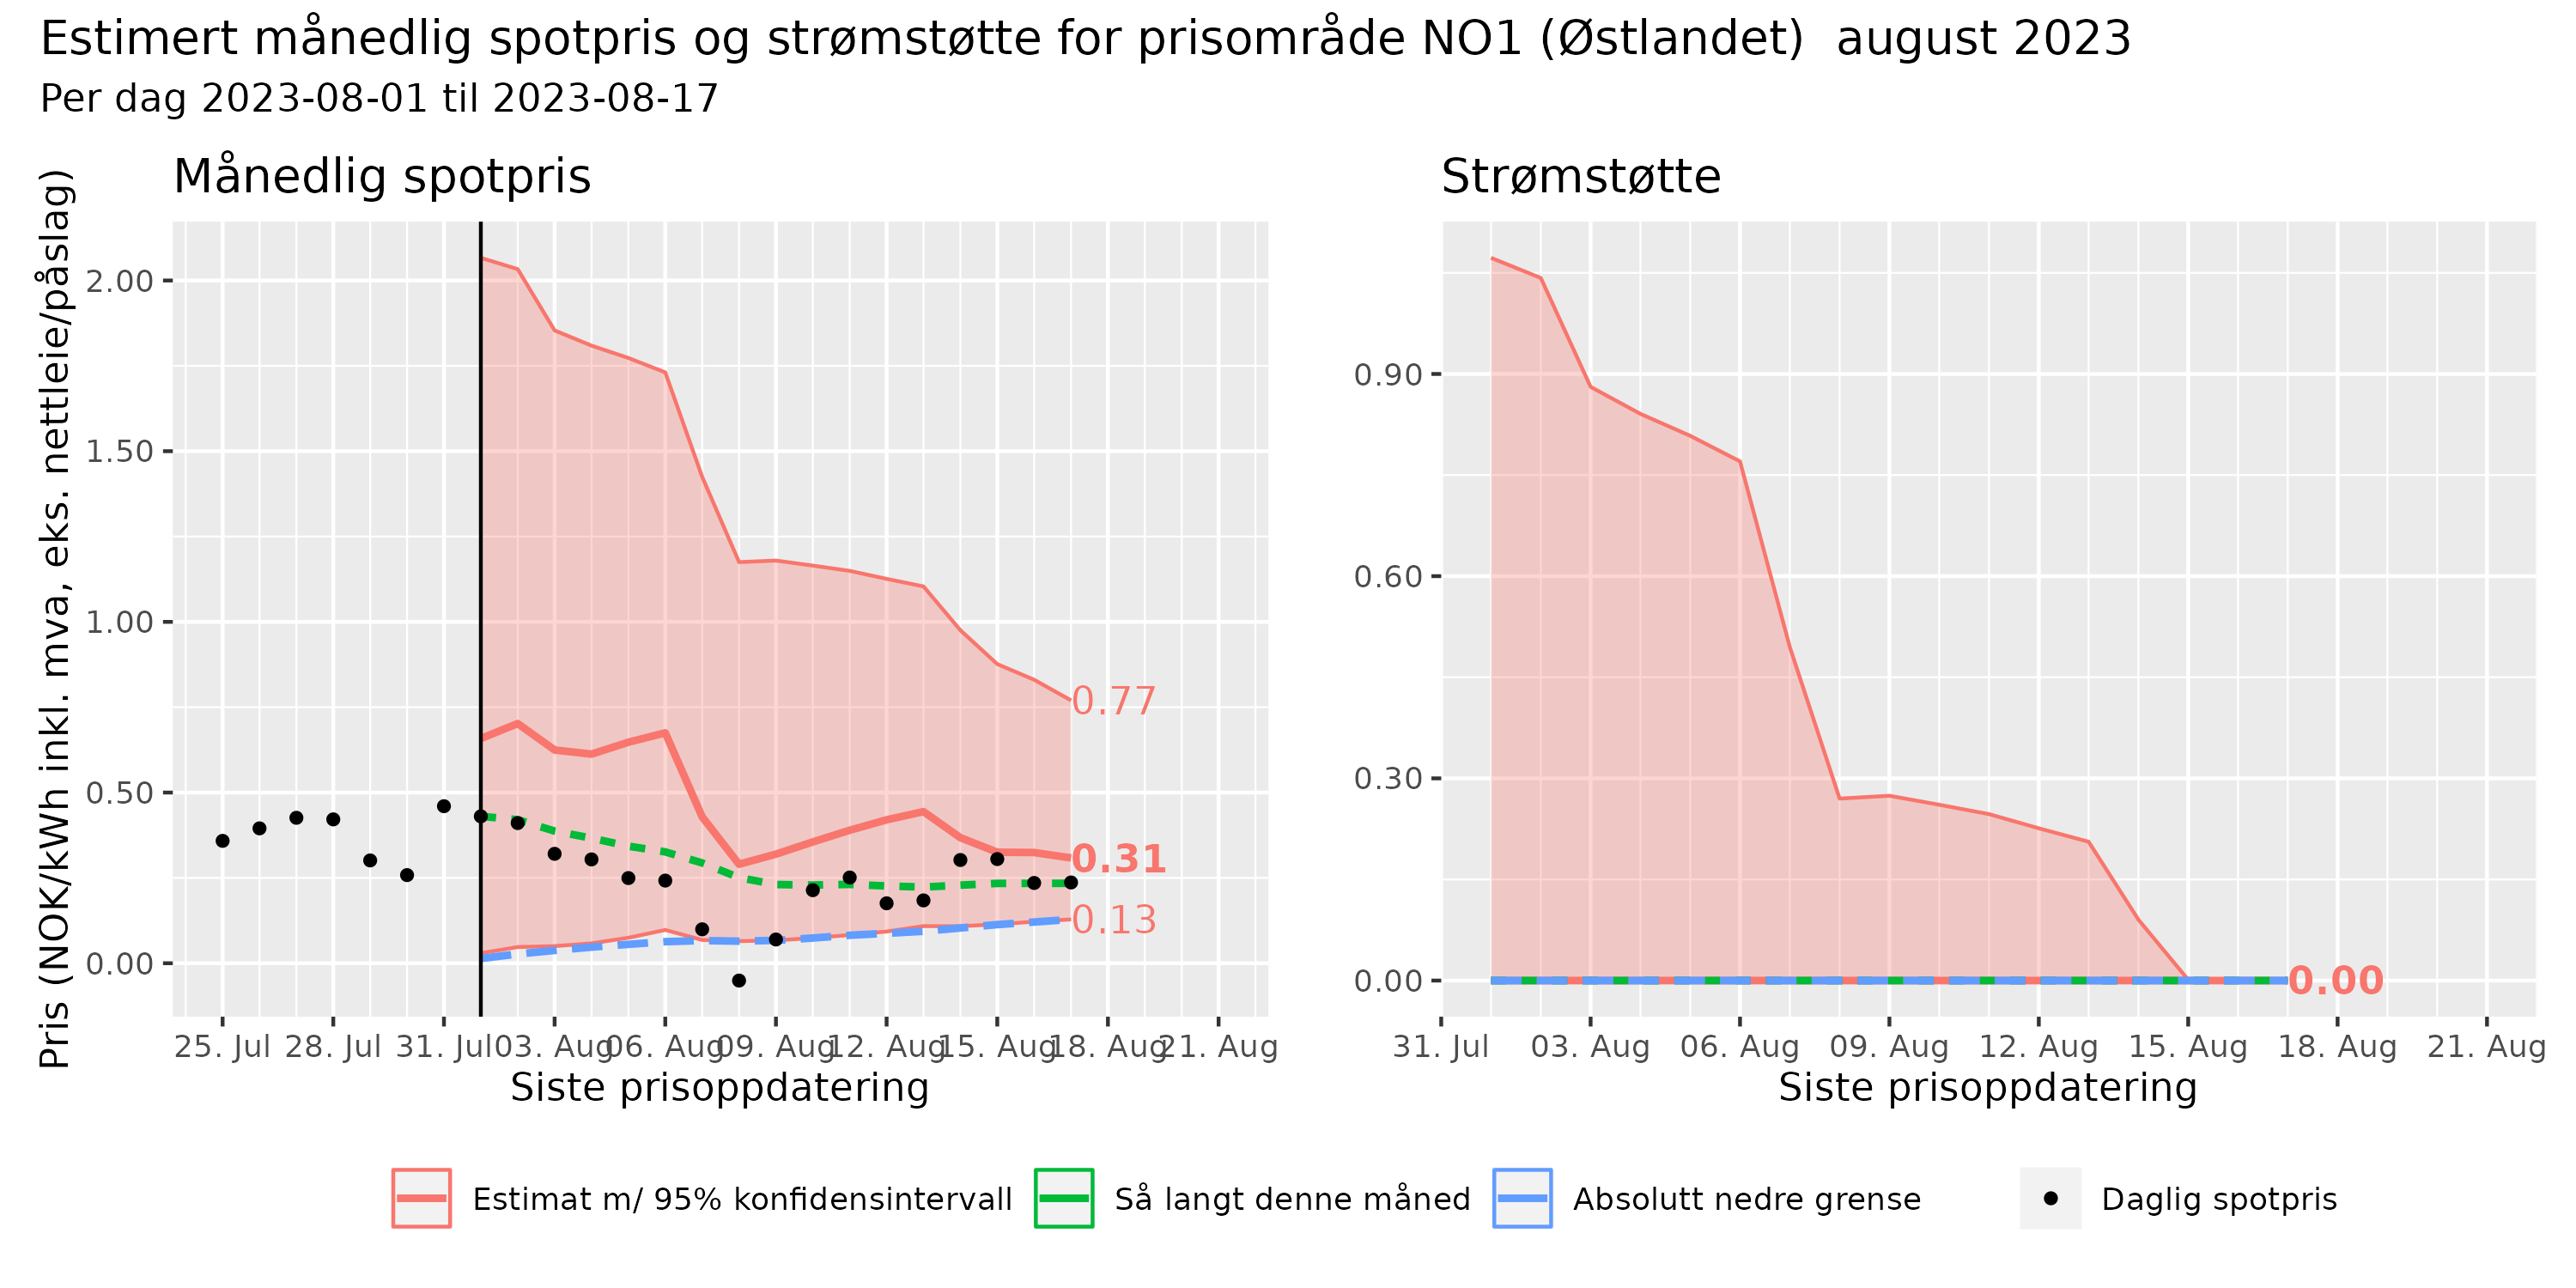 Estimert månedlig spotpris og strømstøtte for prisområde NO1 (Østlandet)  august 2023
Per dag 2023-08-01 til 2023-08-17
Månedlig spotpris
Pris (NOK/kWh inkl. mva, eks. nettleie/påslag)
2.00
1.50
1.00
0.50
0.00
0.77
0.31
0.13
25. Jul 28. Jul 31. Jul 03. Aug 06. Aug 09. Aug 12. Aug 15. Aug 18. Aug 21. Aug
Siste prisoppdatering
Strømstøtte
0.90
0.60
0.30
0.00
0.00
31. Jul 03. Aug 06. Aug 09. Aug 12. Aug 15. Aug 18. Aug 21. Aug
Siste prisoppdatering
Estimat m/ 95% konfidensintervall Så langt denne måned Absolutt nedre grense Daglig spotpris